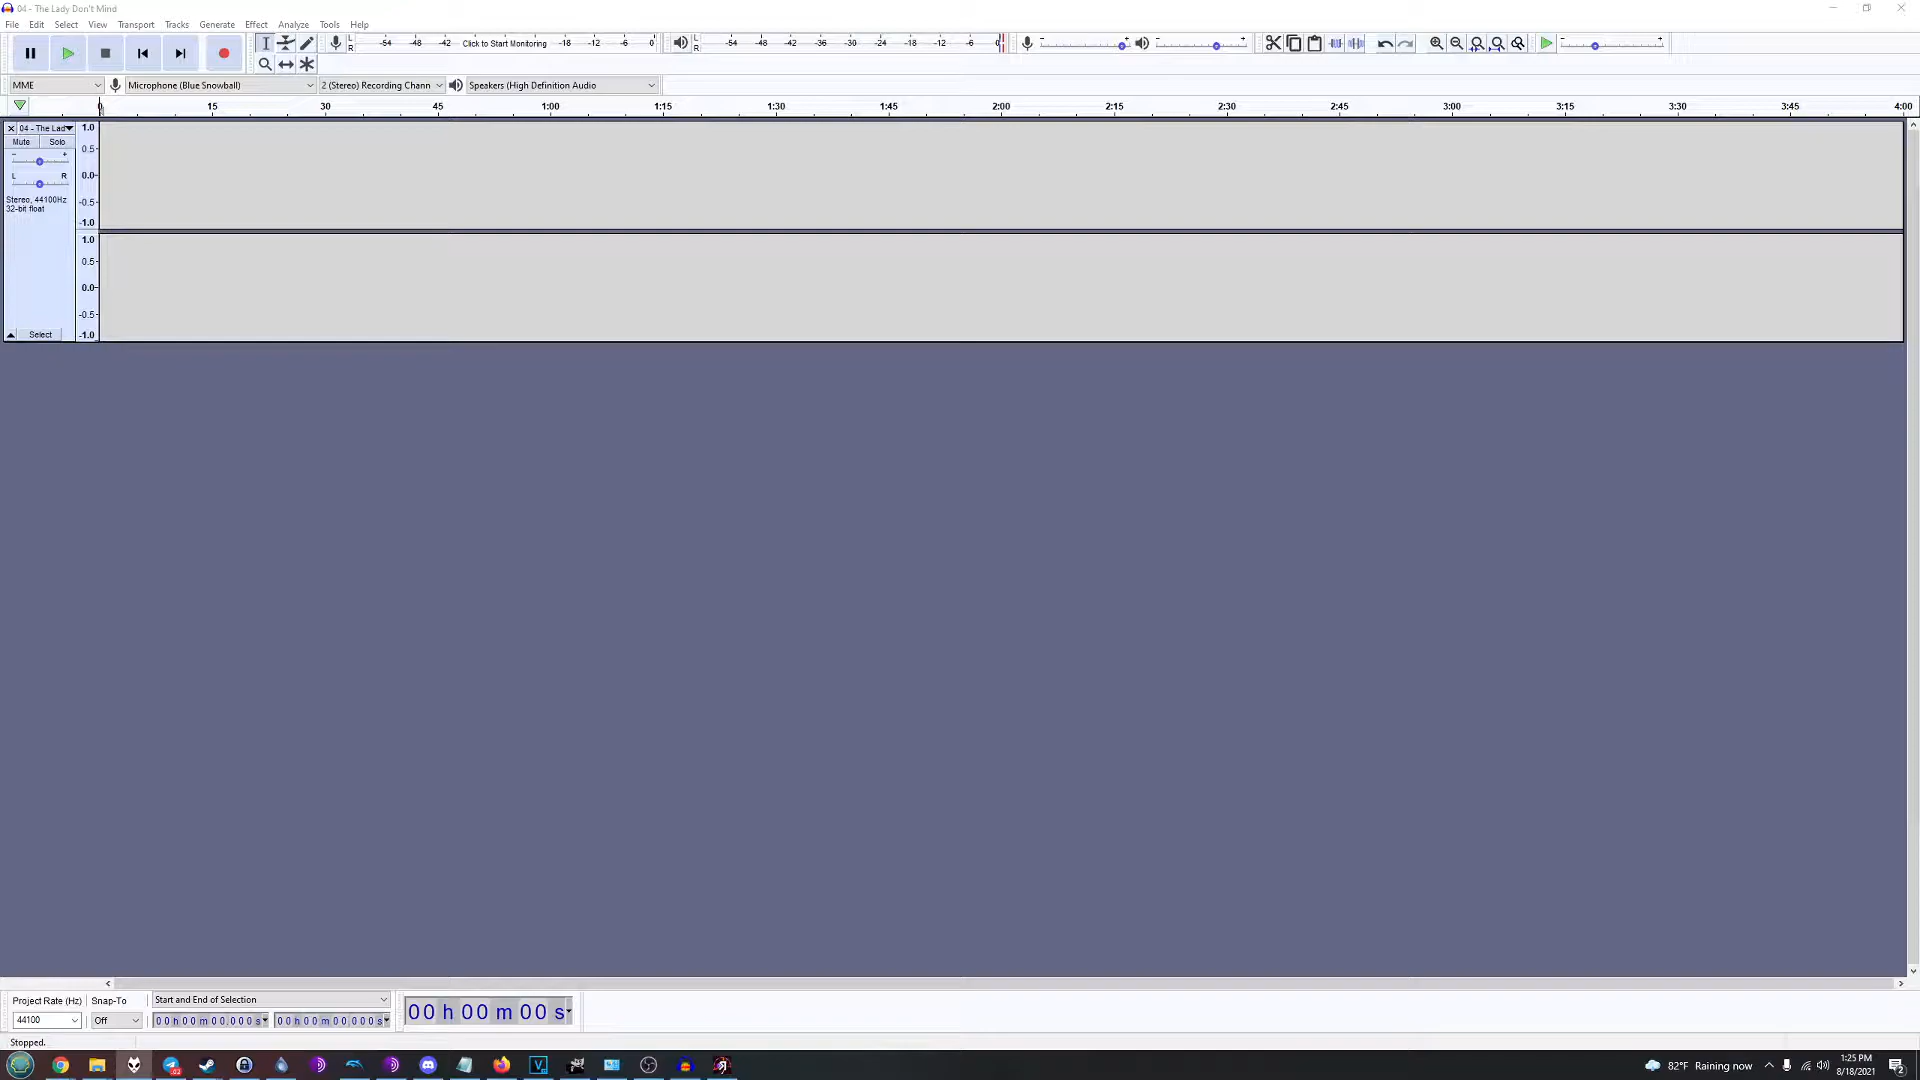 04 - The Lady Don't Mind
File Edit Select View Transport Tracks Generate Effect Analyze Tools Help
L R -54 -48 -42 Click to Start Monitoring -18 -12 -6 0 L R -54 -48 -42 -36 -30 -24 -18 -12 -6 0 - + - + - +
MME Microphone (Blue Snowball) 2 (Stereo) Recording Chann Speakers (High Definition Audio
0 15 30 45 1:00 1:15 1:30 1:45 2:00 2:15 2:30 2:45 3:00 3:15 3:30 3:45 4:00
04 - The Lad 1.0
Mute Solo
0.5
- +
L R 0.0
Stereo, 44100Hz -0.5
32-bit float
-1.0
1.0
0.5
0.0
-0.5
Select -1.0
Project Rate (Hz) Snap-To Start and End of Selection
44100 Off 00 h 00 m 00.000 s 00 h 00 m 00.000 s 00 h 00 m 00 s
Stopped.
82°F Raining now 1:25 PM
8/18/2021
2